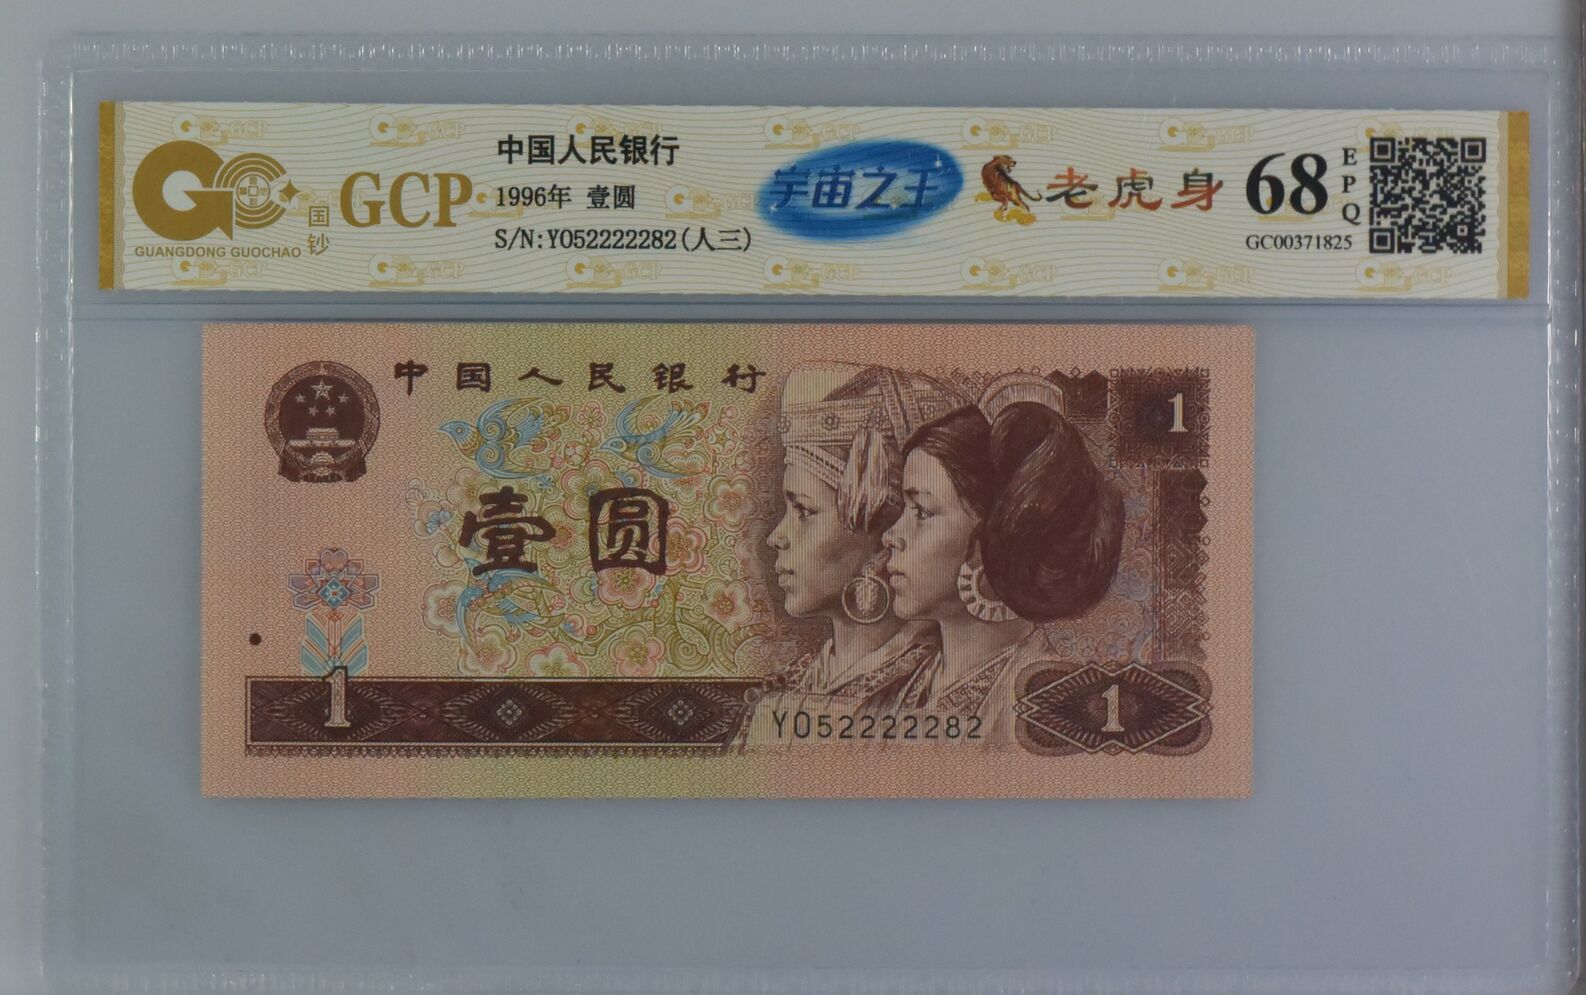 GUANGDONG GUOCHAO
国钞
GCP
中国人民银行
1996年 壹圆
S/N:Y052222282(人三)
宇宙之王
老虎身
68
EPQ
GC00371825
中国人民银行
1
壹圆
1
Y052222282
1